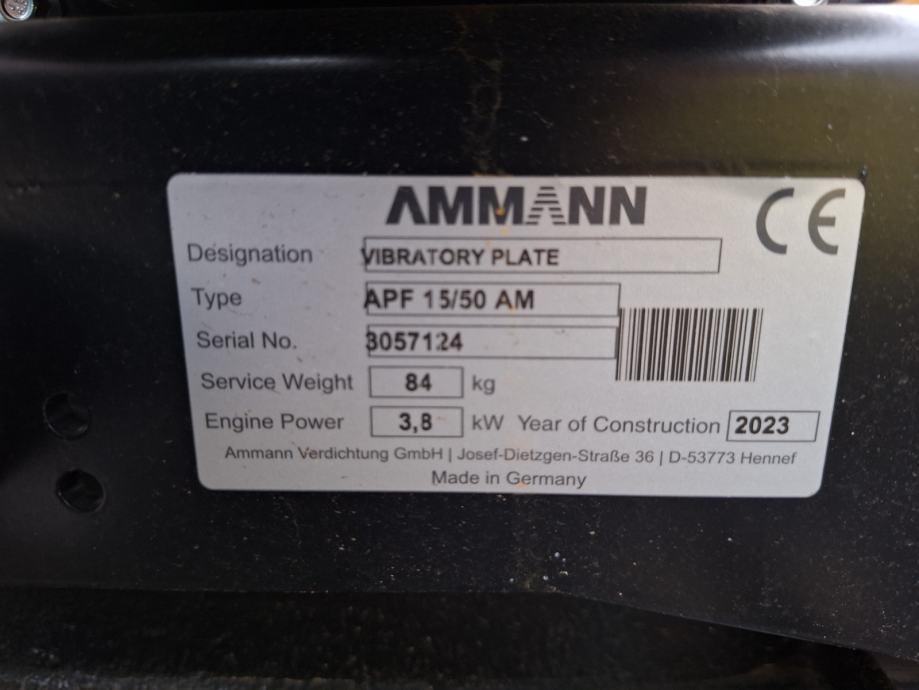 AMMANN
CE
Designation VIBRATORY PLATE
Type APF 15/50 AM
Serial No. 3057124
Service Weight 84 kg
Engine Power 3,8 kW Year of Construction 2023
Ammann Verdichtung GmbH | Josef-Dietzgen-Straße 36 | D-53773 Hennef
Made in Germany